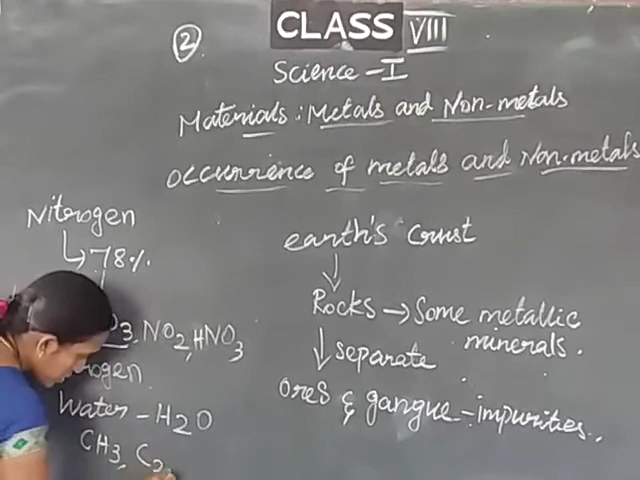 CLASS VIII
②
Science - I
Materials : Metals and Non-metals
Occurrence of metals and Non-metals
Nitrogen
↳ 78%
3, NO2, HNO3
rogen
Water - H2O
CH3, C2
earth's Crust
↓
Rocks → Some metallic
minerals.
↓ separate
Ores & gangue - impurities.